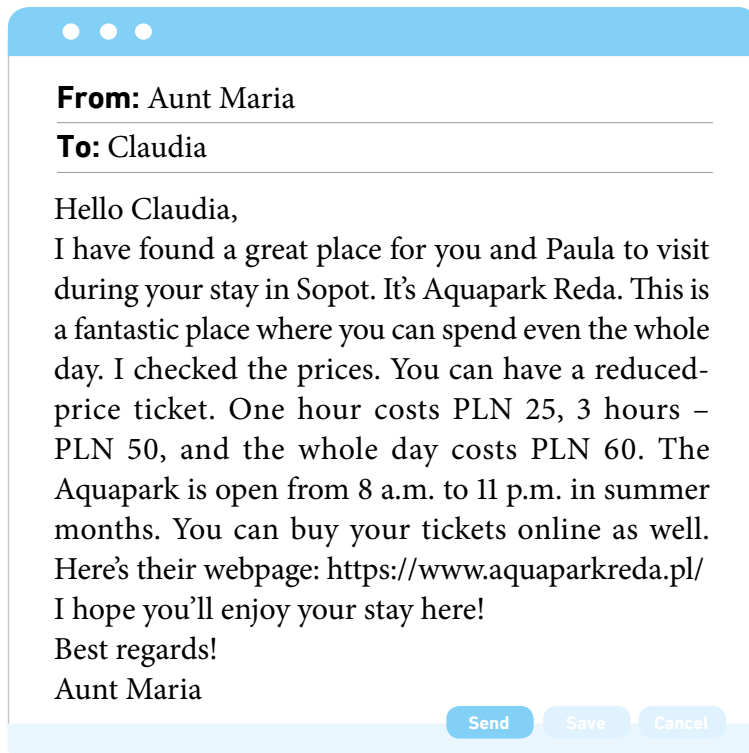 From: Aunt Maria
To: Claudia
Hello Claudia,
I have found a great place for you and Paula to visit
during your stay in Sopot. It's Aquapark Reda. This is
a fantastic place where you can spend even the whole
day. I checked the prices. You can have a reduced-
price ticket. One hour costs PLN 25, 3 hours –
PLN 50, and the whole day costs PLN 60. The
Aquapark is open from 8 a.m. to 11 p.m. in summer
months. You can buy your tickets online as well.
Here's their webpage: https://www.aquaparkreda.pl/
I hope you'll enjoy your stay here!
Best regards!
Aunt Maria
Send Save Cancel